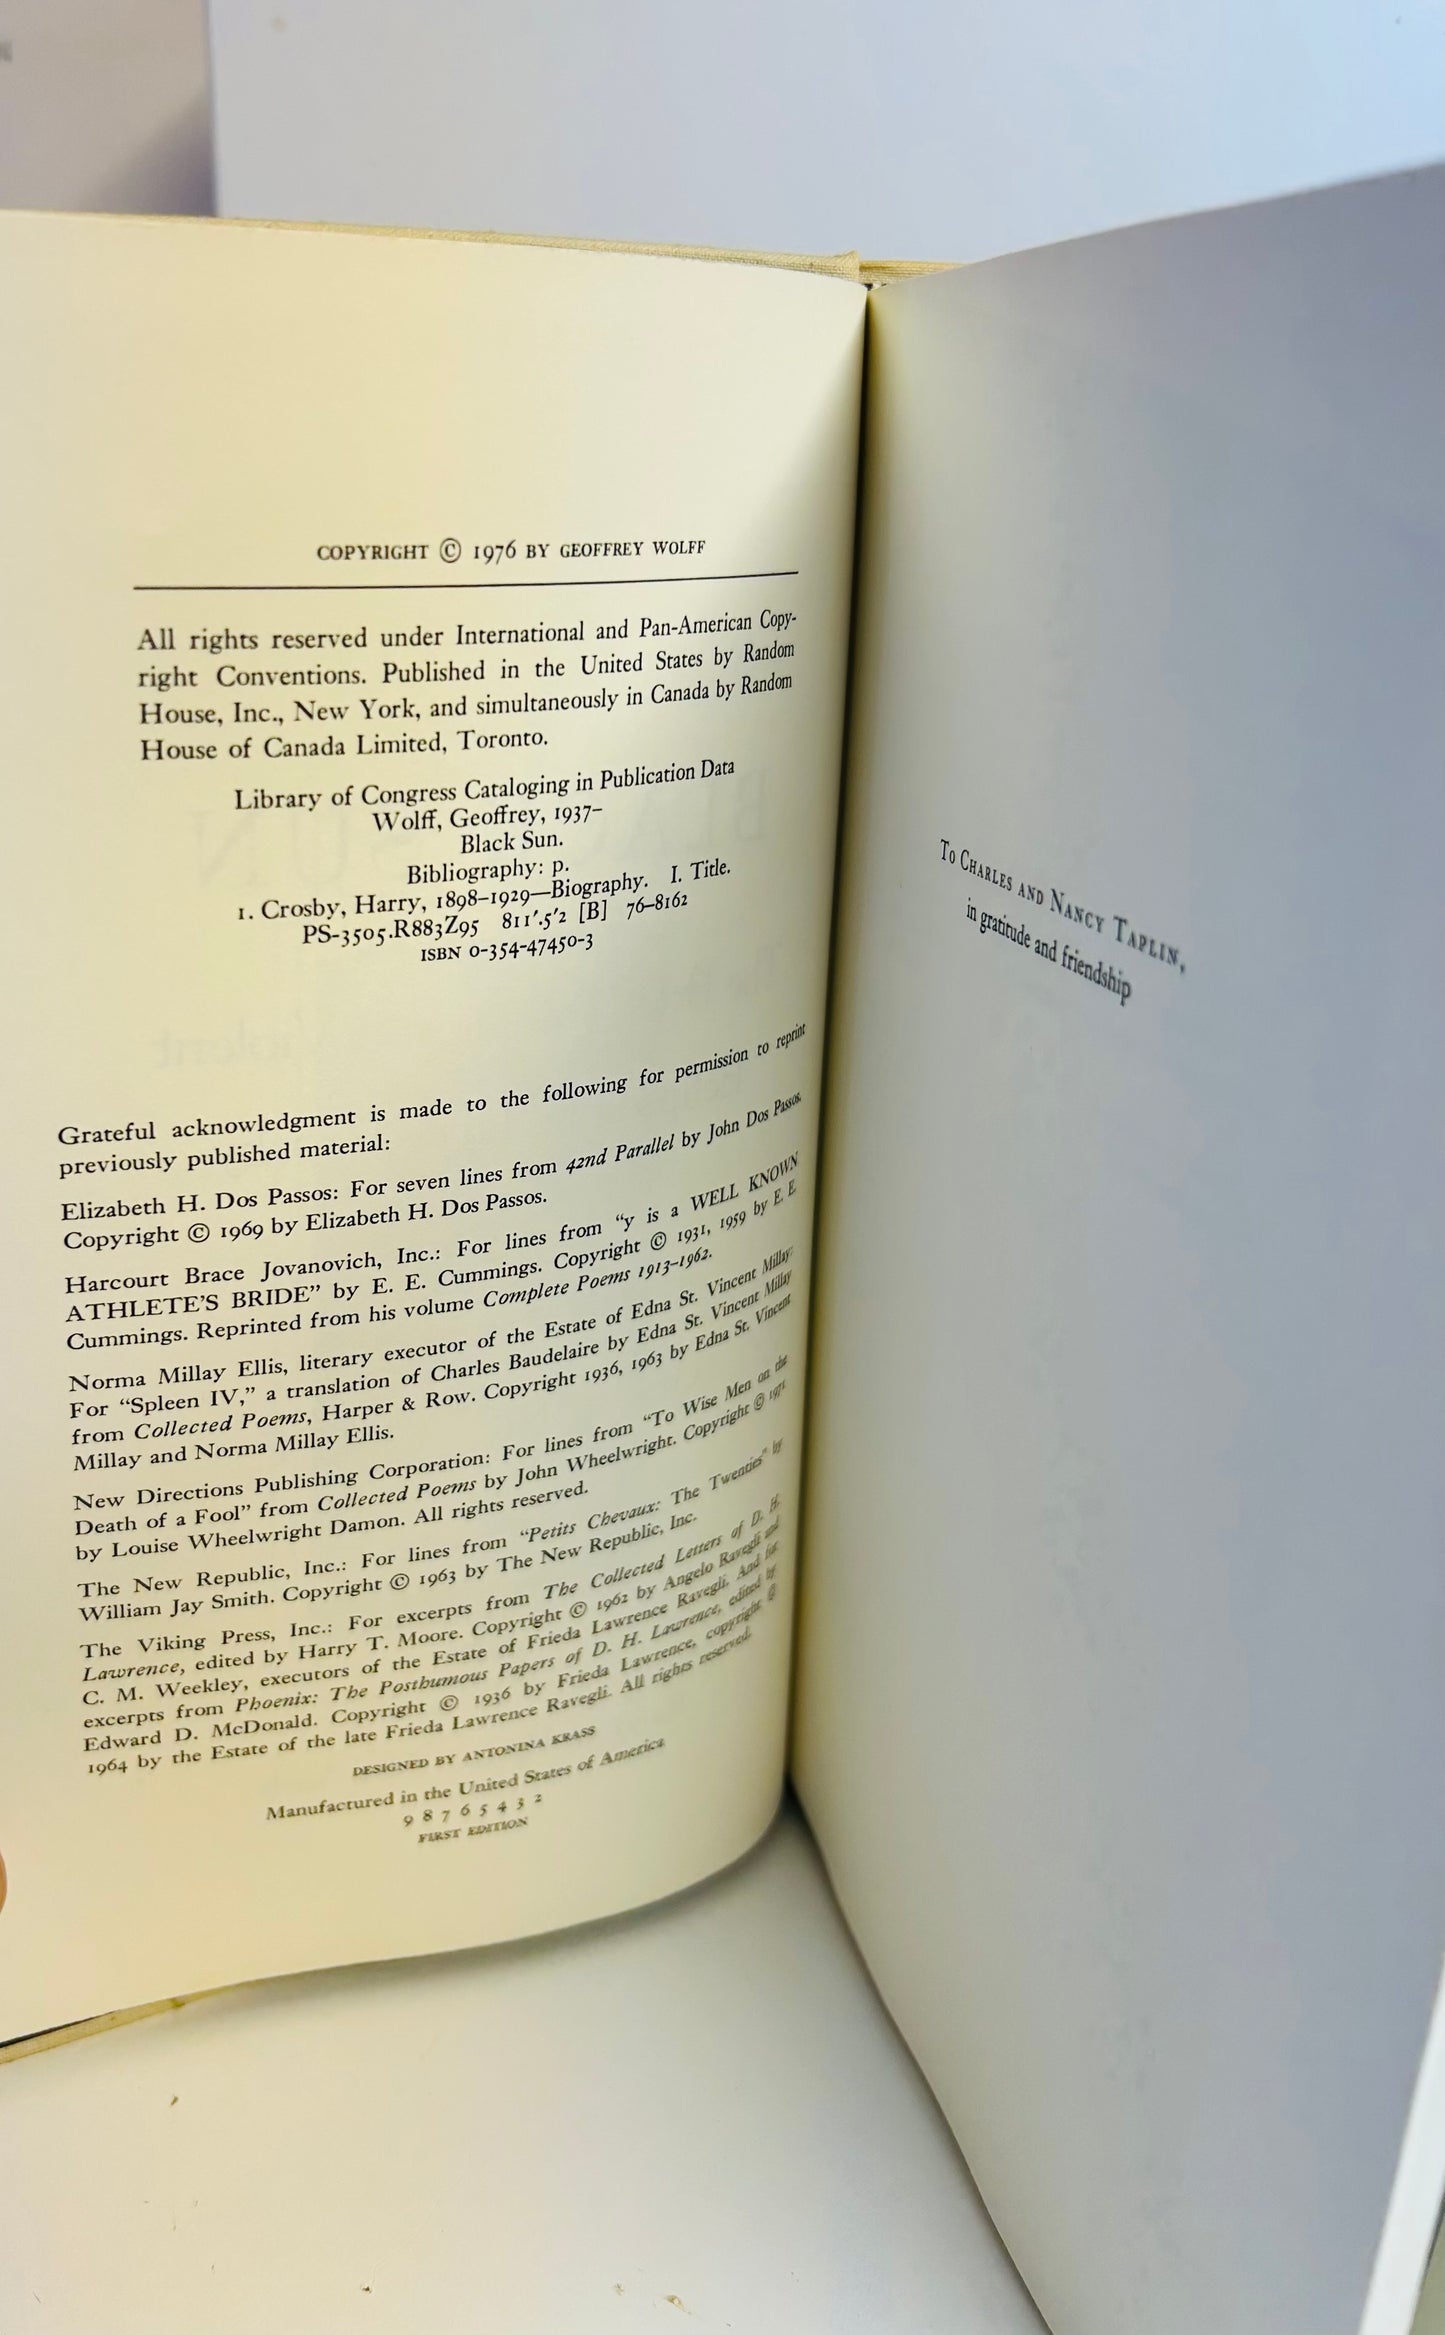 COPYRIGHT © 1976 BY GEOFFREY WOLFF
All rights reserved under International and Pan-American Copy-
right Conventions. Published in the United States by Random
House, Inc., New York, and simultaneously in Canada by Random
House of Canada Limited, Toronto.
Library of Congress Cataloging in Publication Data
Wolff, Geoffrey, 1937–
Black Sun.
Bibliography: p.
1. Crosby, Harry, 1898–1929—Biography. I. Title.
PS-3505.R883Z95 811'.5'2 [B] 76-8162
ISBN 0-354-47450-3
Grateful acknowledgment is made to the following for permission to reprint
previously published material:
Elizabeth H. Dos Passos: For seven lines from 42nd Parallel by John Dos Passos.
Copyright © 1969 by Elizabeth H. Dos Passos.
Harcourt Brace Jovanovich, Inc.: For lines from “y is a WELL KNOWN
ATHLETE’S BRIDE” by E. E. Cummings. Copyright © 1931, 1959 by E. E.
Cummings. Reprinted from his volume Complete Poems 1913–1962.
Norma Millay Ellis, literary executor of the Estate of Edna St. Vincent Millay:
For “Spleen IV,” a translation of Charles Baudelaire by Edna St. Vincent Millay
from Collected Poems, Harper & Row. Copyright 1936, 1963 by Edna St. Vincent
Millay and Norma Millay Ellis.
New Directions Publishing Corporation: For lines from “To Wise Men on the
Death of a Fool” from Collected Poems by John Wheelwright. Copyright © 1971
by Louise Wheelwright Damon. All rights reserved.
The New Republic, Inc.: For lines from “Petits Chevaux: The Twenties” by
William Jay Smith. Copyright © 1963 by The New Republic, Inc.
The Viking Press, Inc.: For excerpts from The Collected Letters of D. H.
Lawrence, edited by Harry T. Moore. Copyright © 1962 by Angelo Ravegli and
C. M. Weekley, executors of the Estate of Frieda Lawrence Ravegli. And for
excerpts from Phoenix: The Posthumous Papers of D. H. Lawrence, edited by
Edward D. McDonald. Copyright © 1936 by Frieda Lawrence, copyright ©
1964 by the Estate of the late Frieda Lawrence Ravegli. All rights reserved.
DESIGNED BY ANTONINA KRASS
Manufactured in the United States of America
9 8 7 6 5 4 3 2
FIRST EDITION
TO CHARLES AND NANCY TAPLIN,
in gratitude and friendship